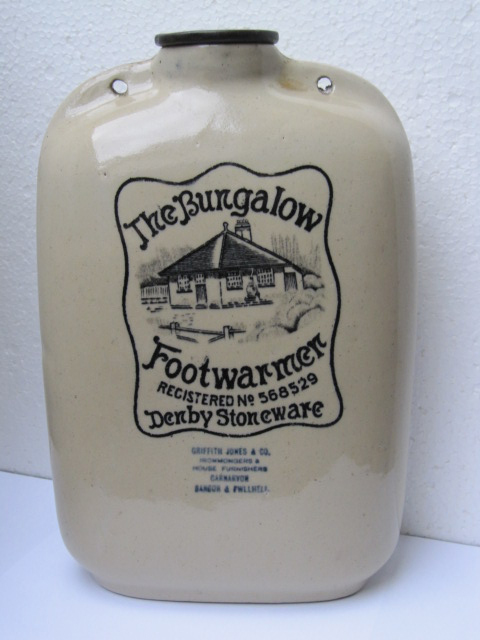 The Bungalow
Footwarmer
REGISTERED No 568529
Denby Stoneware
GRIFFITH JONES & CO,
IRONMONGERS &
HOUSE FURNISHERS
CARNARVON
BANGOR & PWLLHELI.